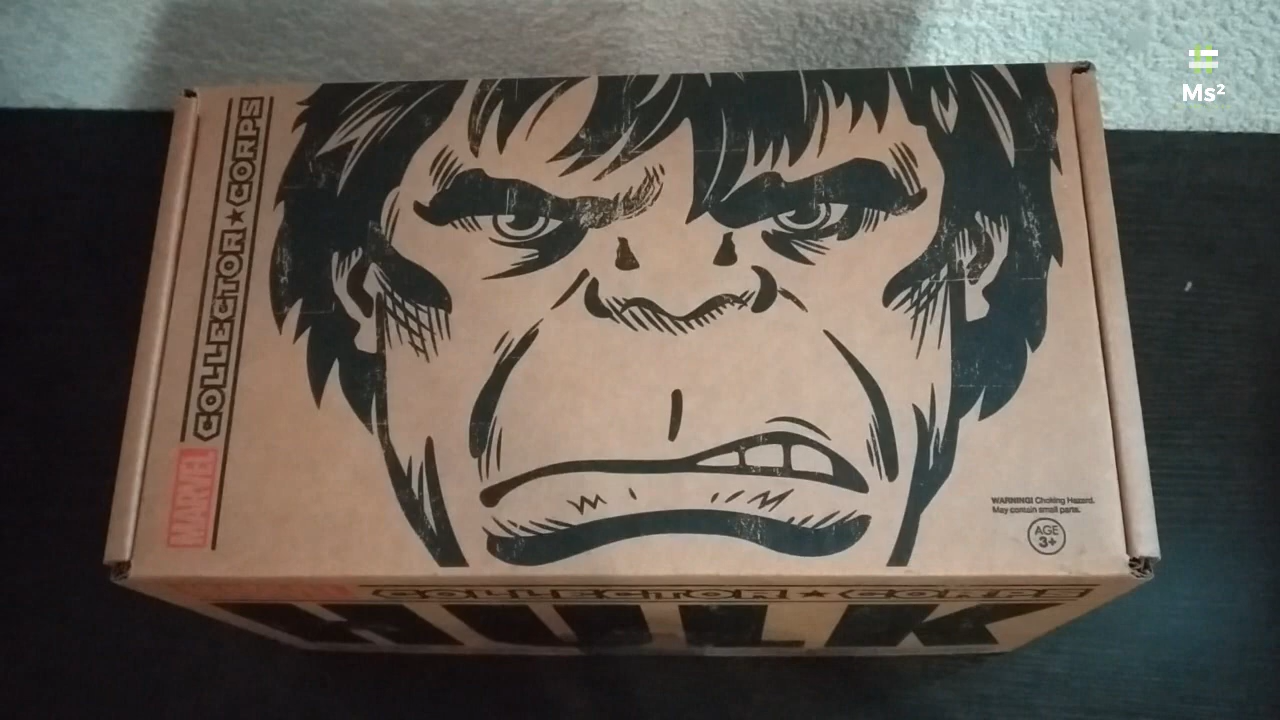 Ms²
MARVEL COLLECTOR★CORPS
WARNING! Choking Hazard.
May contain small parts.
AGE
3+
COLLECTOR★CORPS
HULK